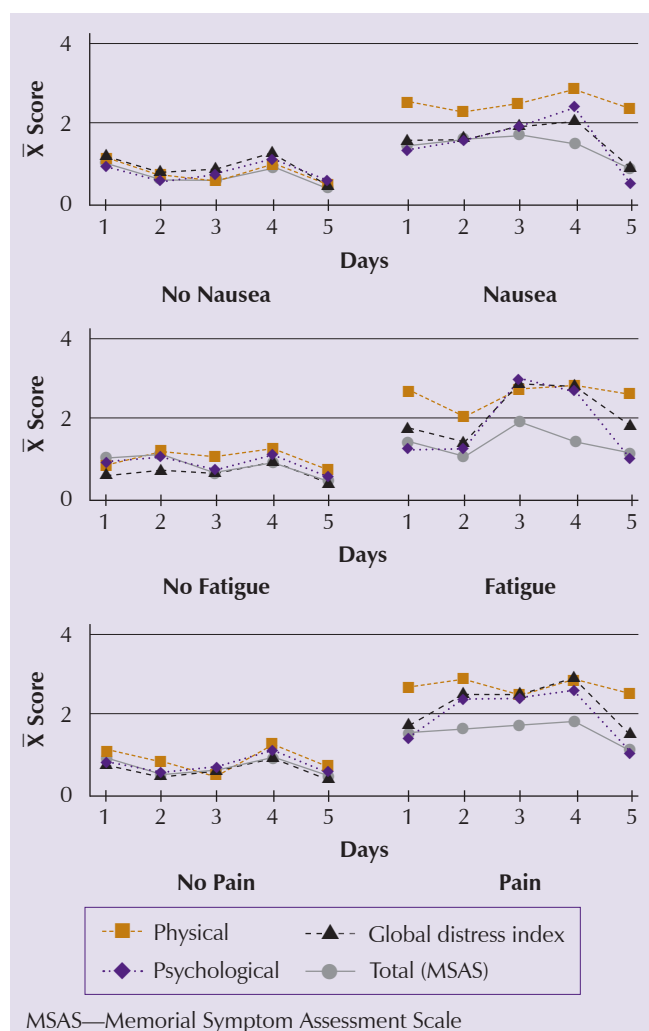 4
2
0
X̅ Score
1 2 3 4 5 1 2 3 4 5
Days
No Nausea Nausea
4
2
0
X̅ Score
1 2 3 4 5 1 2 3 4 5
Days
No Fatigue Fatigue
4
2
0
X̅ Score
1 2 3 4 5 1 2 3 4 5
Days
No Pain Pain
Physical Global distress index
Psychological Total (MSAS)
MSAS—Memorial Symptom Assessment Scale